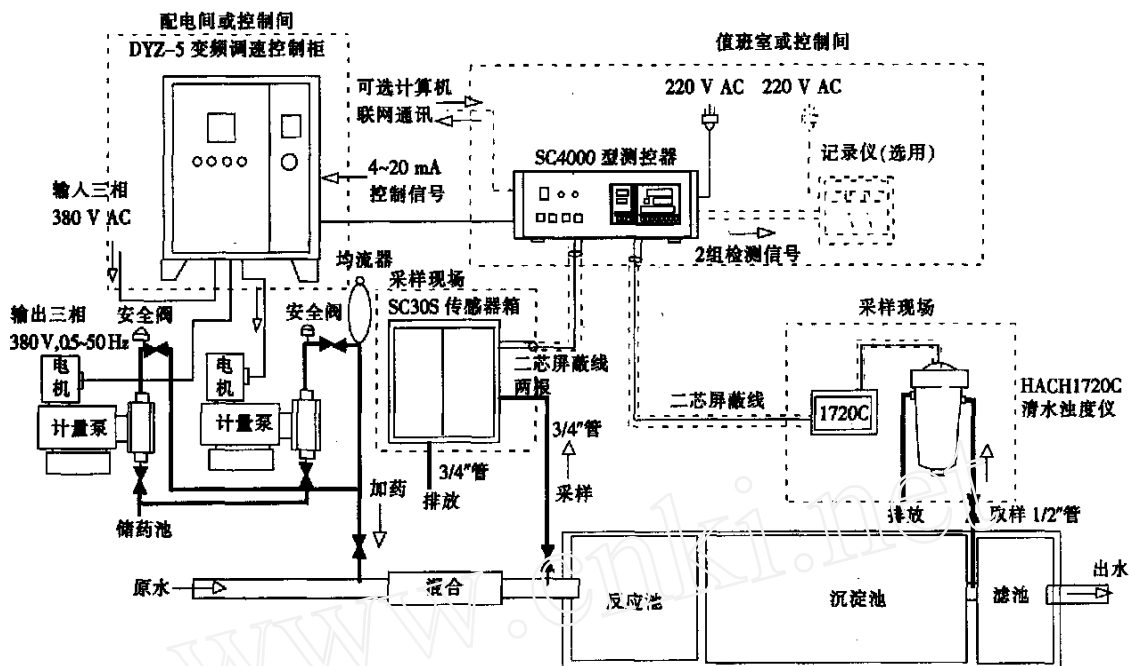 配电间或控制间
DYZ-5 变频调速控制柜
值班室或控制间
可选计算机
联网通讯
220 V AC
220 V AC
SC4000 型测控器
记录仪(选用)
4~20 mA
控制信号
输入三相
380 V AC
2组检测信号
均流器
采样现场
SC30S 传感器箱
安全阀
安全阀
输出三相
380 V,0.5~50 Hz
电机
电机
计量泵
计量泵
二芯屏蔽线
两根
二芯屏蔽线
采样现场
1720C
HACH1720C
清水浊度仪
3/4″管
采样
3/4″管
排放
加药
储药池
排放
取样 1/2″管
原水
混合
反应池
沉淀池
滤池
出水
www.cnki.net